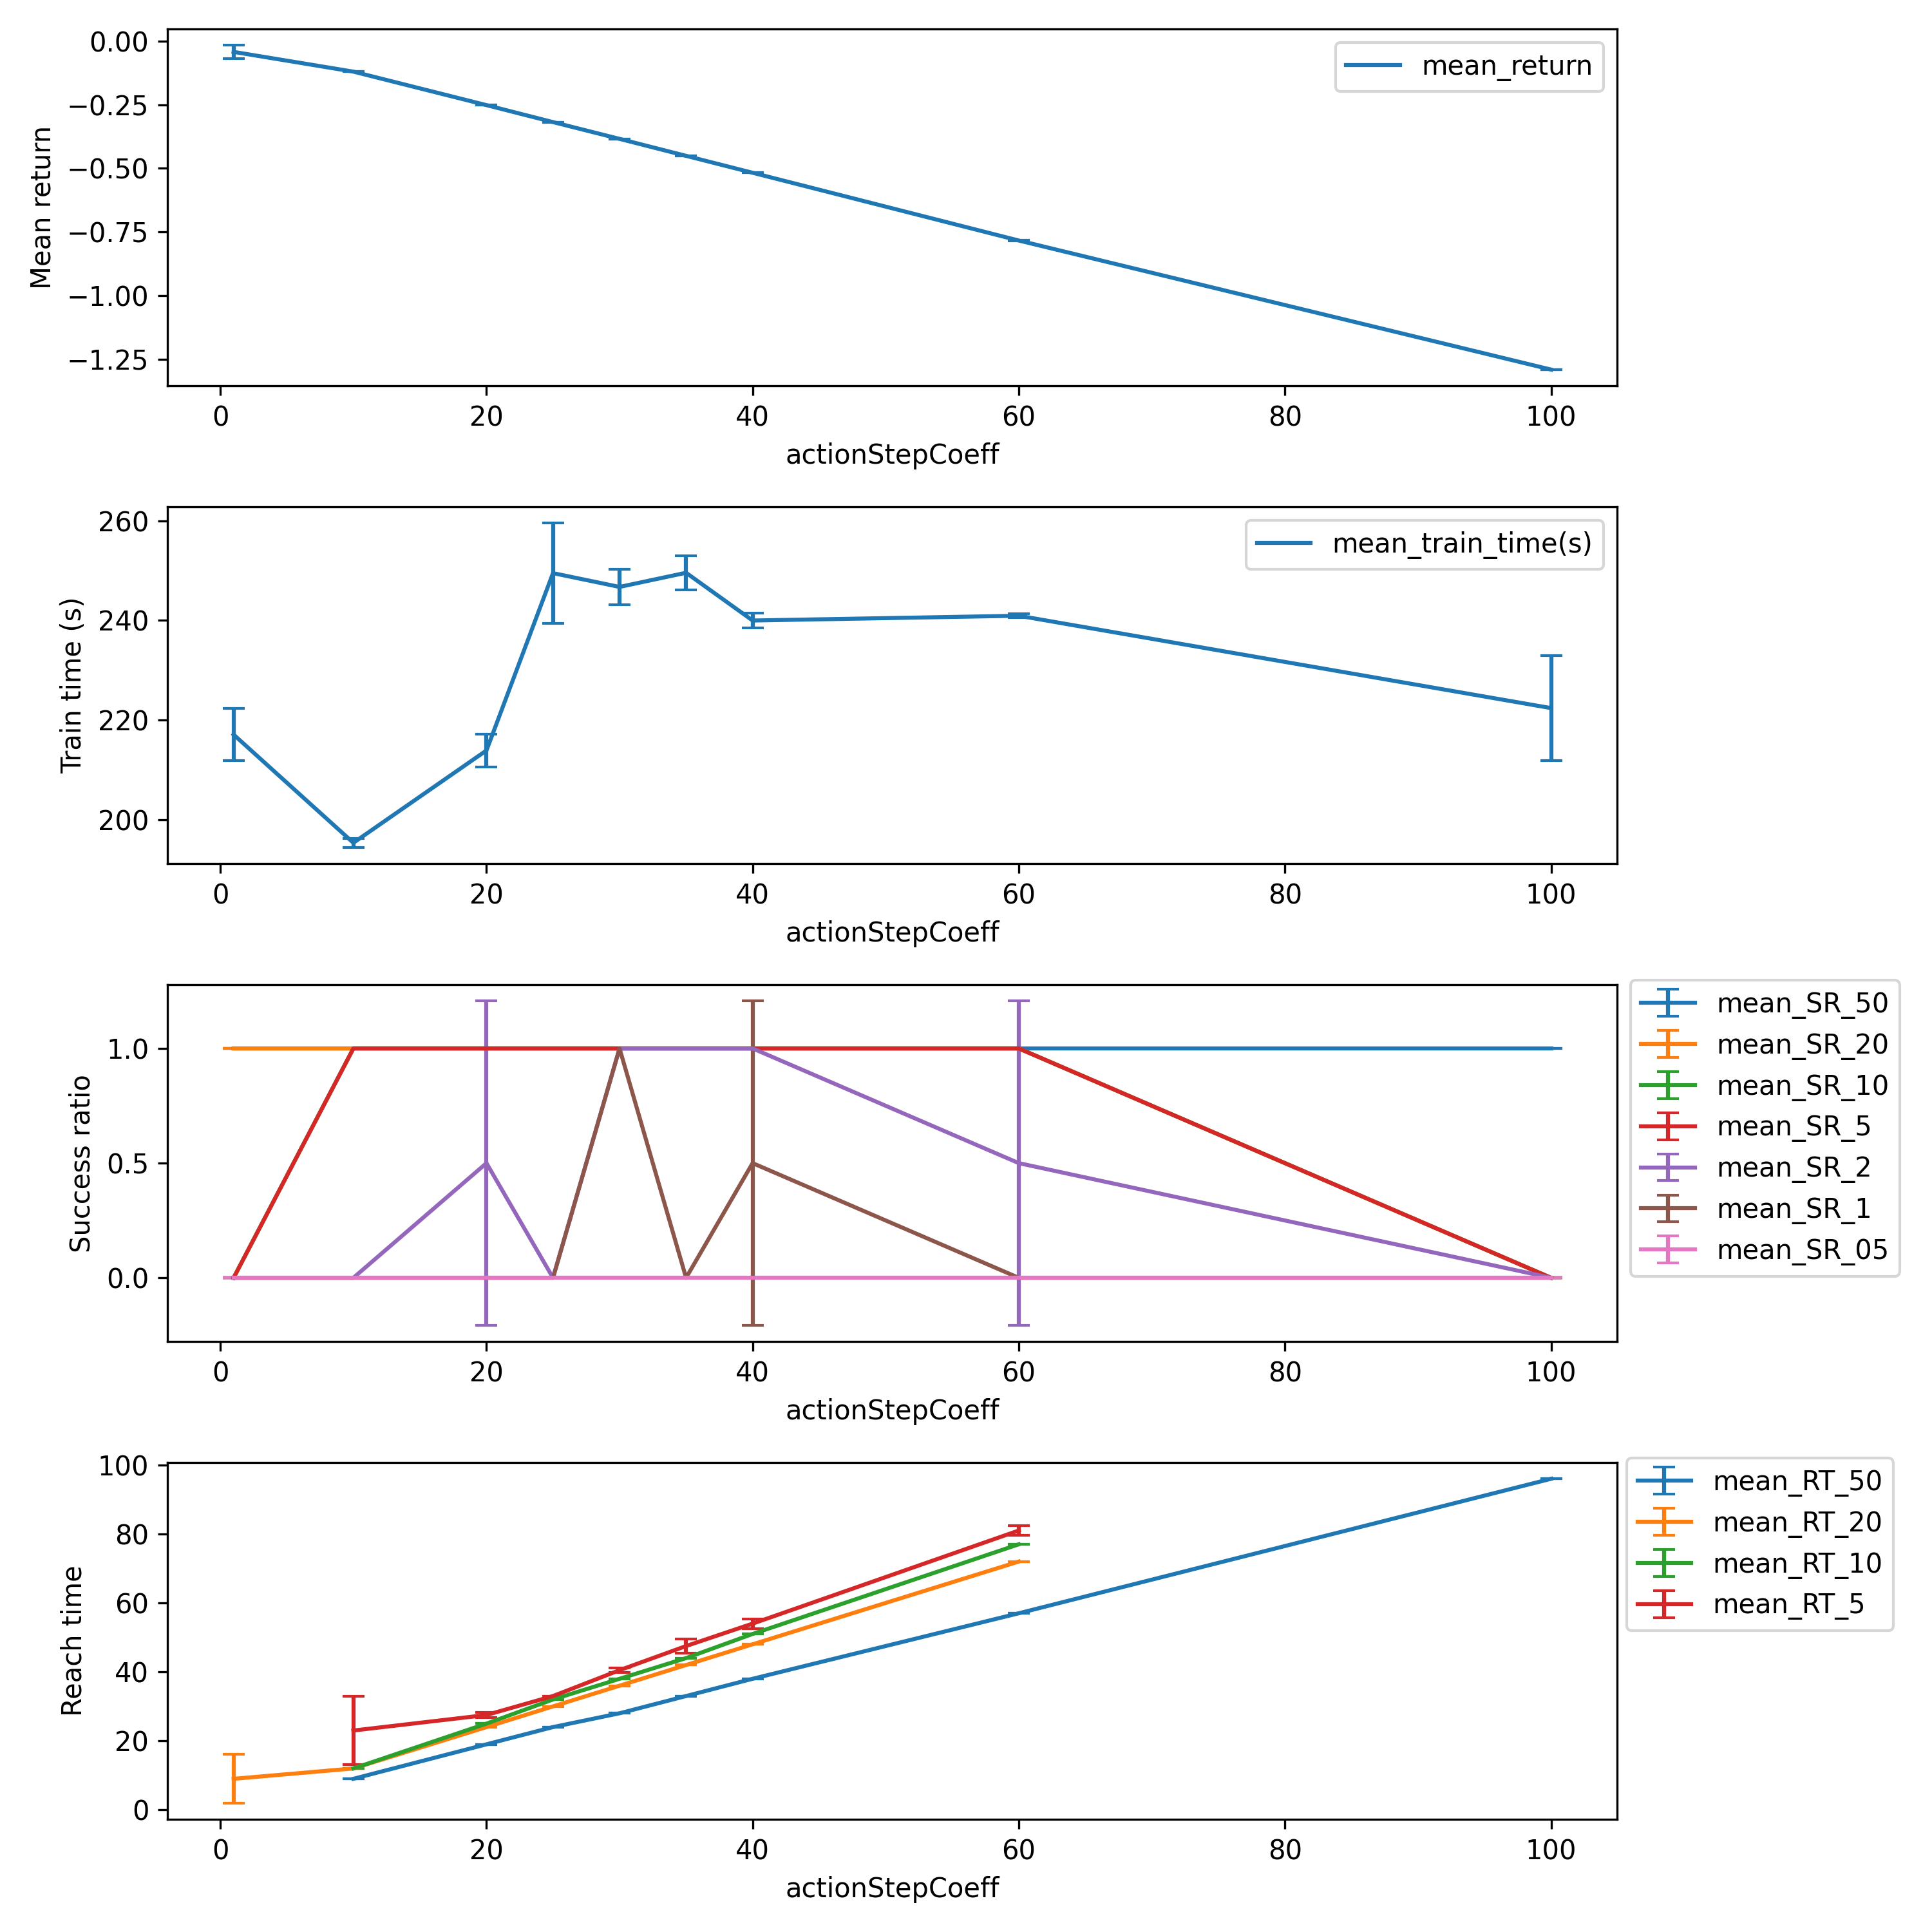 mean_return
Mean return
0.00
−0.25
−0.50
−0.75
−1.00
−1.25
0 20 40 60 80 100
actionStepCoeff
mean_train_time(s)
Train time (s)
260
240
220
200
0 20 40 60 80 100
actionStepCoeff
Success ratio
1.0
0.5
0.0
0 20 40 60 80 100
actionStepCoeff
mean_SR_50
mean_SR_20
mean_SR_10
mean_SR_5
mean_SR_2
mean_SR_1
mean_SR_05
Reach time
100
80
60
40
20
0
0 20 40 60 80 100
actionStepCoeff
mean_RT_50
mean_RT_20
mean_RT_10
mean_RT_5